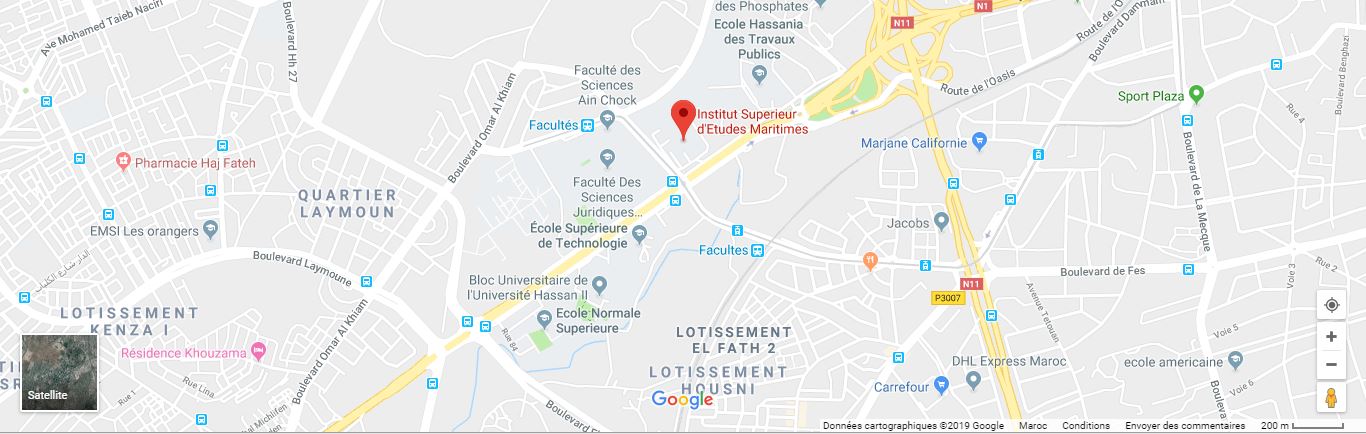 Ave Mohamed Taieb Naciri
Boulevard Hh 27
des Phosphates
Ecole Hassania
des Travaux
Publics
N11
N1
Route de l'Oasis
Boulevard Benghazi
Faculté des
Sciences
Ain Chock
Boulevard Omar Al Khiam
Route de l'Oasis
Sport Plaza
Rue 4
Facultés
Institut Superieur
d'Etudes Maritimes
Marjane Californie
Boulevard de La Mecque
Pharmacie Haj Fateh
QUARTIER
LAYMOUN
Faculté Des
Sciences
Juridiques...
École Supérieure
de Technologie
EMSI Les orangers
Jacobs
Facultes
Boulevard Laymoune
Boulevard de Fes
Voie 3
Rue 2
N11
P3007
Bloc Universitaire de
l'Université Hassan II
Avenue Tetouan
LOTISSEMENT
KENZA I
Boulevard Omar Al Khiam
Ecole Normale
Superieure
Rue 84
LOTISSEMENT
EL FATH 2
Voie 5
Résidence Khouzama
LOTISSEMENT
HOUSNI
DHL Express Maroc
ecole americaine
Voie 6
Rue Lina
Rue 1
Carrefour
Satellite
Google
Données cartographiques ©2019 Google
Maroc
Conditions
Envoyer des commentaires
200 m